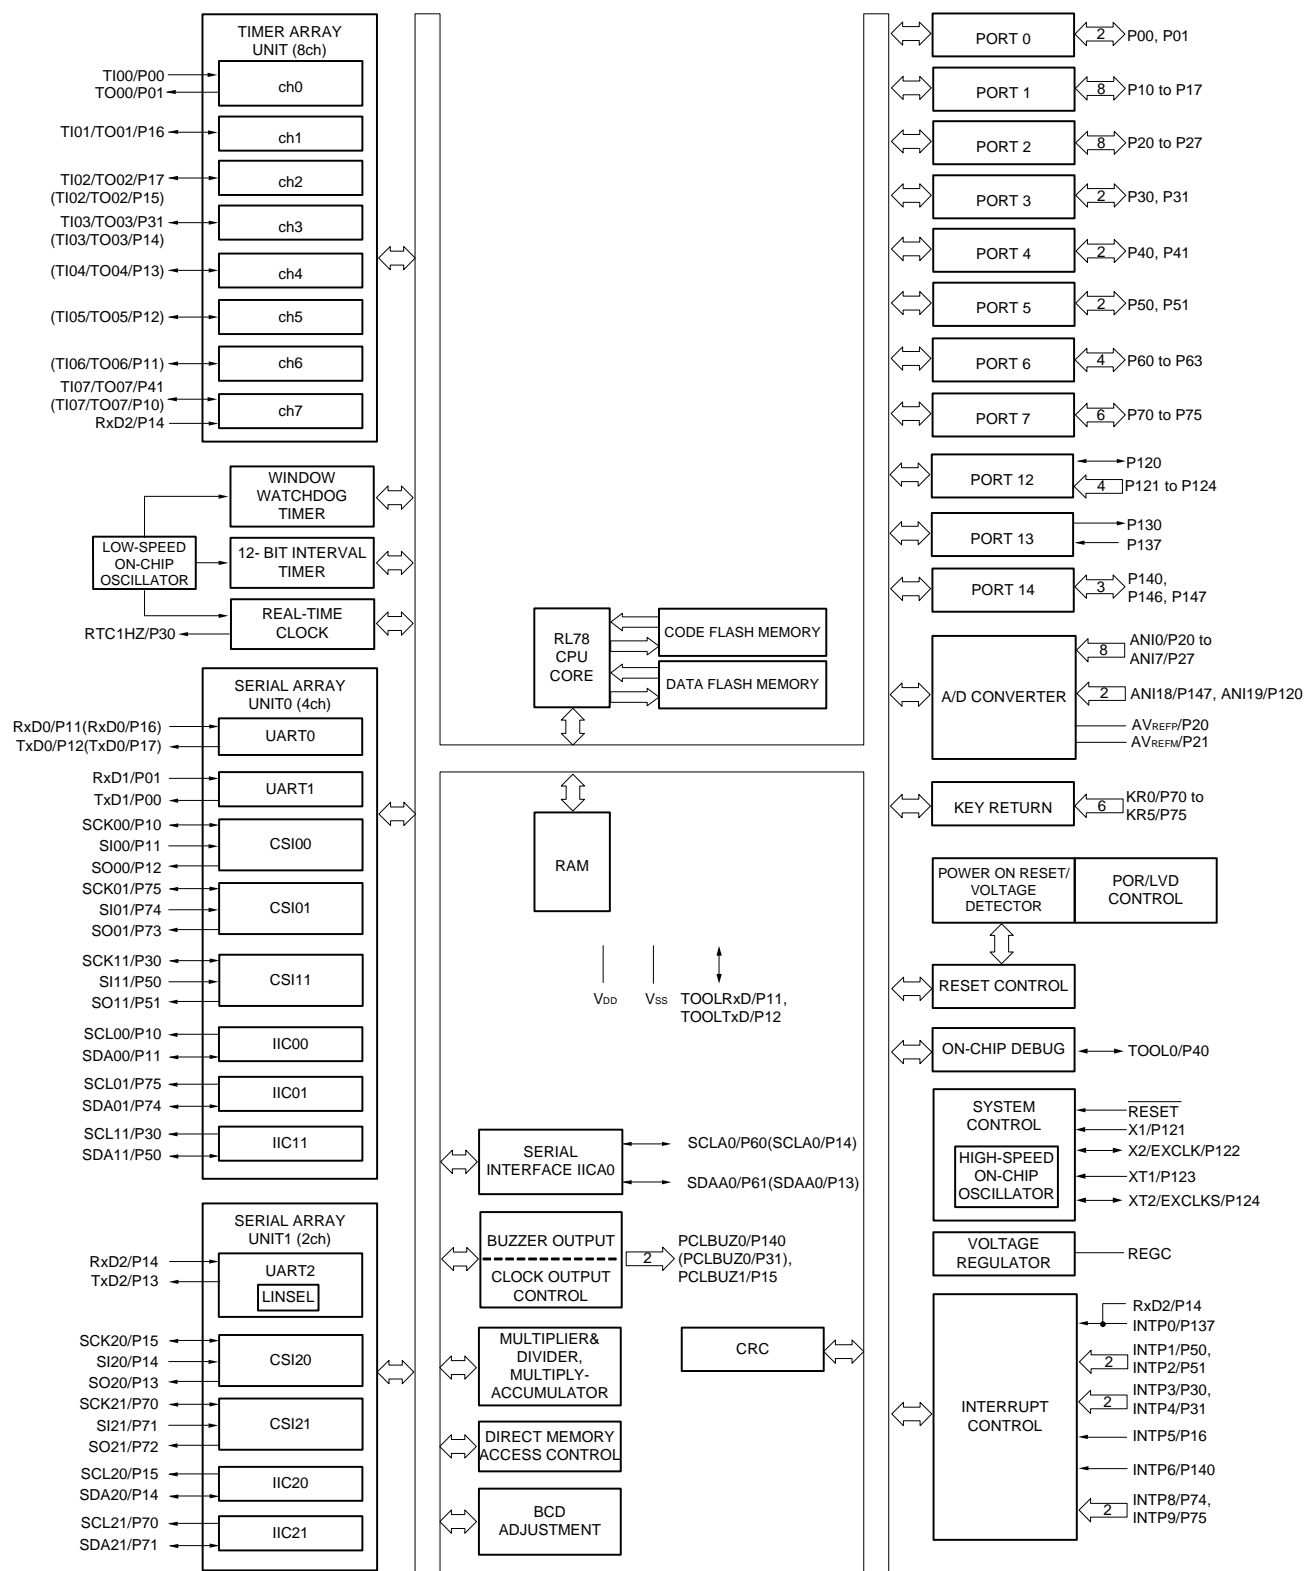 TIMER ARRAY
UNIT (8ch)
TI00/P00
TO00/P01
ch0
TI01/TO01/P16
ch1
TI02/TO02/P17
(TI02/TO02/P15)
ch2
TI03/TO03/P31
(TI03/TO03/P14)
ch3
(TI04/TO04/P13)
ch4
(TI05/TO05/P12)
ch5
(TI06/TO06/P11)
ch6
TI07/TO07/P41
(TI07/TO07/P10)
RxD2/P14
ch7
WINDOW
WATCHDOG
TIMER
LOW-SPEED
ON-CHIP
OSCILLATOR
12- BIT INTERVAL
TIMER
REAL-TIME
CLOCK
RTC1HZ/P30
SERIAL ARRAY
UNIT0 (4ch)
RxD0/P11(RxD0/P16)
TxD0/P12(TxD0/P17)
UART0
RxD1/P01
TxD1/P00
UART1
SCK00/P10
SI00/P11
SO00/P12
CSI00
SCK01/P75
SI01/P74
SO01/P73
CSI01
SCK11/P30
SI11/P50
SO11/P51
CSI11
SCL00/P10
SDA00/P11
IIC00
SCL01/P75
SDA01/P74
IIC01
SCL11/P30
SDA11/P50
IIC11
SERIAL ARRAY
UNIT1 (2ch)
RxD2/P14
TxD2/P13
UART2
LINSEL
SCK20/P15
SI20/P14
SO20/P13
CSI20
SCK21/P70
SI21/P71
SO21/P72
CSI21
SCL20/P15
SDA20/P14
IIC20
SCL21/P70
SDA21/P71
IIC21
RL78
CPU
CORE
CODE FLASH MEMORY
DATA FLASH MEMORY
RAM
VDD
VSS
TOOLRxD/P11,
TOOLTxD/P12
SERIAL
INTERFACE IICA0
SCLA0/P60(SCLA0/P14)
SDAA0/P61(SDAA0/P13)
BUZZER OUTPUT
CLOCK OUTPUT
CONTROL
2
PCLBUZ0/P140
(PCLBUZ0/P31),
PCLBUZ1/P15
MULTIPLIER&
DIVIDER,
MULTIPLY-
ACCUMULATOR
CRC
DIRECT MEMORY
ACCESS CONTROL
BCD
ADJUSTMENT
PORT 0
2
P00, P01
PORT 1
8
P10 to P17
PORT 2
8
P20 to P27
PORT 3
2
P30, P31
PORT 4
2
P40, P41
PORT 5
2
P50, P51
PORT 6
4
P60 to P63
PORT 7
6
P70 to P75
PORT 12
P120
4
P121 to P124
PORT 13
P130
P137
PORT 14
3
P140,
P146, P147
A/D CONVERTER
8
ANI0/P20 to
ANI7/P27
2
ANI18/P147, ANI19/P120
AVREFP/P20
AVREFM/P21
KEY RETURN
6
KR0/P70 to
KR5/P75
POWER ON RESET/
VOLTAGE
DETECTOR
POR/LVD
CONTROL
RESET CONTROL
ON-CHIP DEBUG
TOOL0/P40
SYSTEM
CONTROL
HIGH-SPEED
ON-CHIP
OSCILLATOR
RESET
X1/P121
X2/EXCLK/P122
XT1/P123
XT2/EXCLKS/P124
VOLTAGE
REGULATOR
REGC
INTERRUPT
CONTROL
RxD2/P14
INTP0/P137
2
INTP1/P50,
INTP2/P51
2
INTP3/P30,
INTP4/P31
INTP5/P16
INTP6/P140
2
INTP8/P74,
INTP9/P75